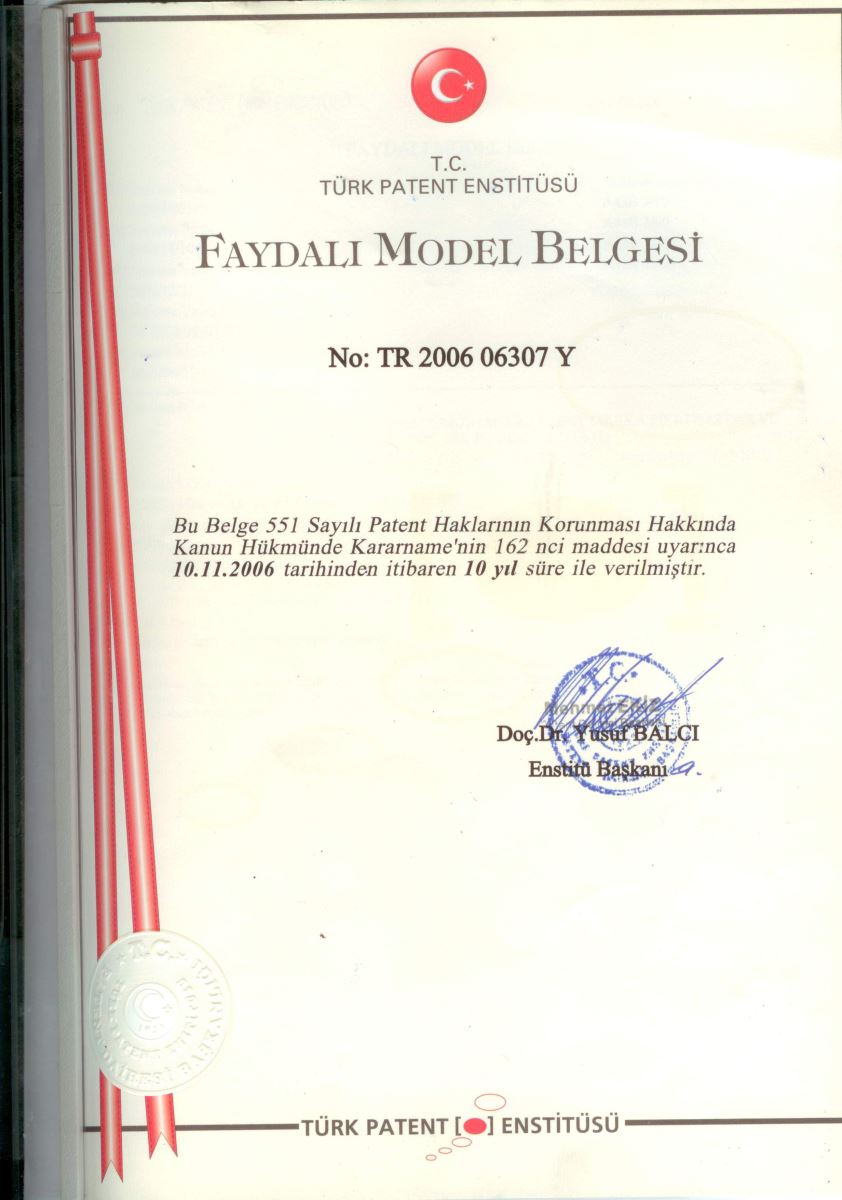 T.C.
TÜRK PATENT ENSTİTÜSÜ
FAYDALI MODEL BELGESİ
No: TR 2006 06307 Y
Bu Belge 551 Sayılı Patent Haklarının Korunması Hakkında
Kanun Hükmünde Kararname'nin 162 nci maddesi uyarınca
10.11.2006 tarihinden itibaren 10 yıl süre ile verilmiştir.
T.C.
Mehmet
Doç.Dr. Yusuf BALCI
Enstitü Başkanı
T.C.
TÜRK PATENT [ ] ENSTİTÜSÜ